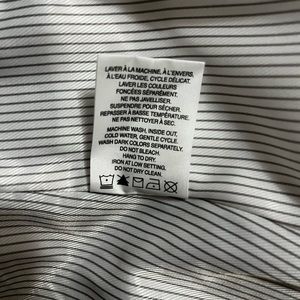 LAVER À LA MACHINE, À L'ENVERS,
À L'EAU FROIDE, CYCLE DÉLICAT.
LAVER LES COULEURS
FONCÉES SÉPARÉMENT.
NE PAS JAVELLISER.
SUSPENDRE POUR SÉCHER.
REPASSER À BASSE TEMPÉRATURE.
NE PAS NETTOYER À SEC.
MACHINE WASH, INSIDE OUT,
COLD WATER, GENTLE CYCLE.
WASH DARK COLORS SEPARATELY.
DO NOT BLEACH.
HANG TO DRY.
IRON AT LOW SETTING.
DO NOT DRY CLEAN.